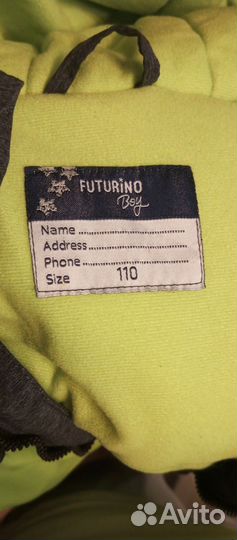 FUTURiNO
Boy
Name
Address
Phone
Size 110
Avito